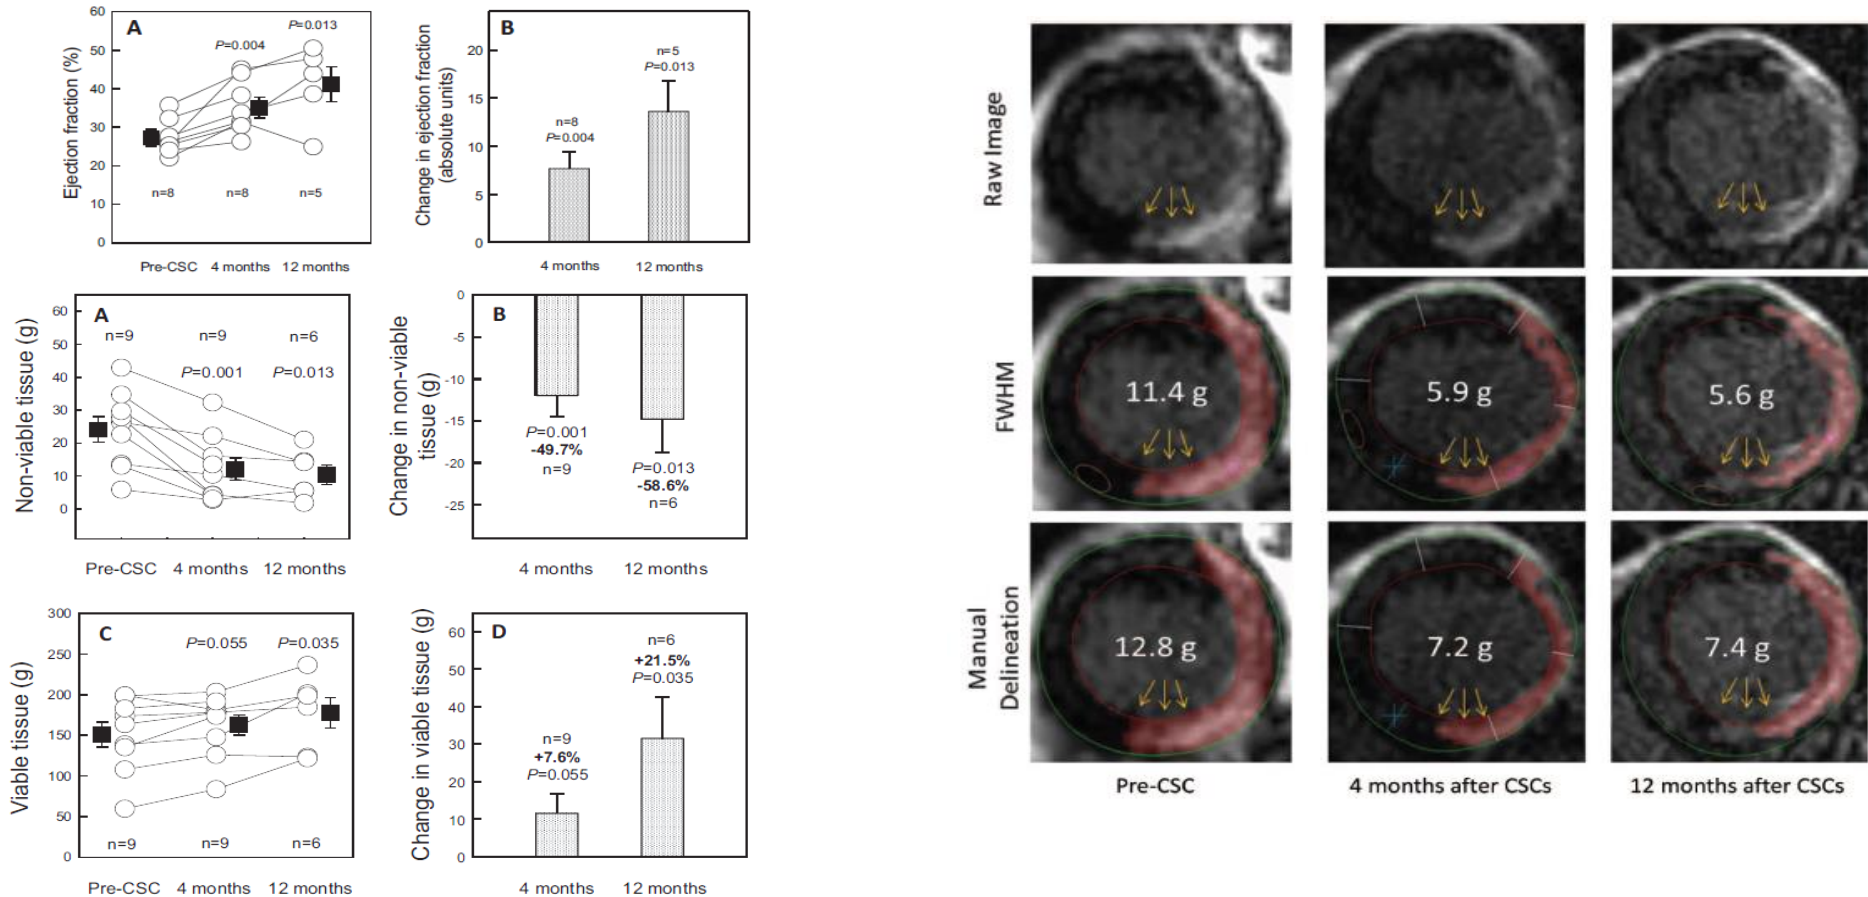 A
Ejection fraction (%)
60
50
40
30
20
10
0
P=0.004
P=0.013
n=8
n=8
n=5
Pre-CSC
4 months
12 months
B
Change in ejection fraction
(absolute units)
20
15
10
5
0
n=8
P=0.004
n=5
P=0.013
4 months
12 months
A
Non-viable tissue (g)
60
50
40
30
20
10
0
n=9
n=9
n=6
P=0.001
P=0.013
Pre-CSC
4 months
12 months
B
Change in non-viable
tissue (g)
0
-5
-10
-15
-20
-25
P=0.001
-49.7%
n=9
P=0.013
-58.6%
n=6
4 months
12 months
C
Viable tissue (g)
300
250
200
150
100
50
0
P=0.055
P=0.035
n=9
n=9
n=6
Pre-CSC
4 months
12 months
D
Change in viable tissue (g)
60
50
40
30
20
10
0
n=9
+7.6%
P=0.055
n=6
+21.5%
P=0.035
4 months
12 months
Raw Image
FWHM
11.4 g
5.9 g
5.6 g
Manual
Delineation
12.8 g
7.2 g
7.4 g
Pre-CSC
4 months after CSCs
12 months after CSCs